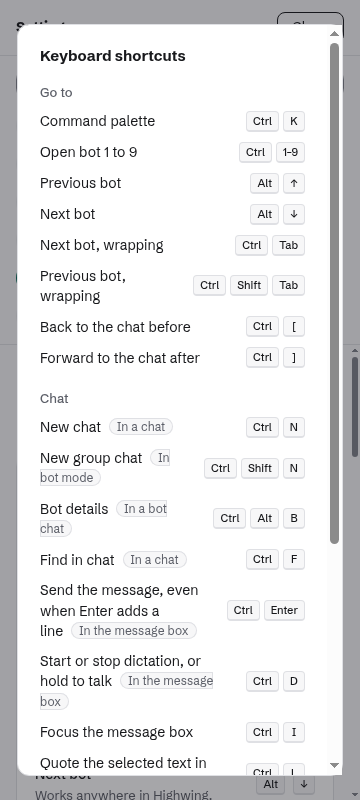 Keyboard shortcuts
Go to
Command palette Ctrl K
Open bot 1 to 9 Ctrl 1-9
Previous bot Alt ↑
Next bot Alt ↓
Next bot, wrapping Ctrl Tab
Previous bot,
wrapping Ctrl Shift Tab
Back to the chat before Ctrl [
Forward to the chat after Ctrl ]
Chat
New chat In a chat Ctrl N
New group chat In
bot mode Ctrl Shift N
Bot details In a bot
chat Ctrl Alt B
Find in chat In a chat Ctrl F
Send the message, even
when Enter adds a
line In the message box Ctrl Enter
Start or stop dictation, or
hold to talk In the message
box Ctrl D
Focus the message box Ctrl I
Quote the selected text in Ctrl
Next bot Alt ↓
Works anywhere in Highwing.